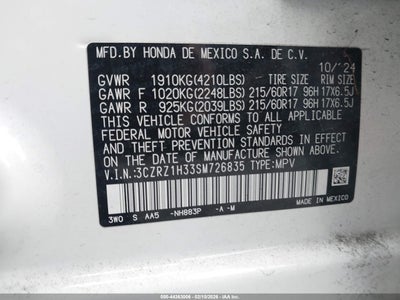 MFD.BY HONDA DE MEXICO S.A. DE C.V.
10/'24
GVWR 1910KG(4210LBS) TIRE SIZE RIM SIZE
GAWR F 1020KG(2248LBS) 215/60R17 96H 17X6.5J
GAWR R 925KG(2039LBS) 215/60R17 96H 17X6.5J
THIS VEHICLE CONFORMS TO ALL APPLICABLE
FEDERAL MOTOR VEHICLE SAFETY AND
THEFT PREVENTION STANDARDS IN EFFECT ON
THE DATE OF MANUFACTURE SHOWN ABOVE.
V.I.N.:3CZRZ1H33SM726835 TYPE:MPV
3W0 S AA5 -NH883P -A -M
MADE IN MEXICO